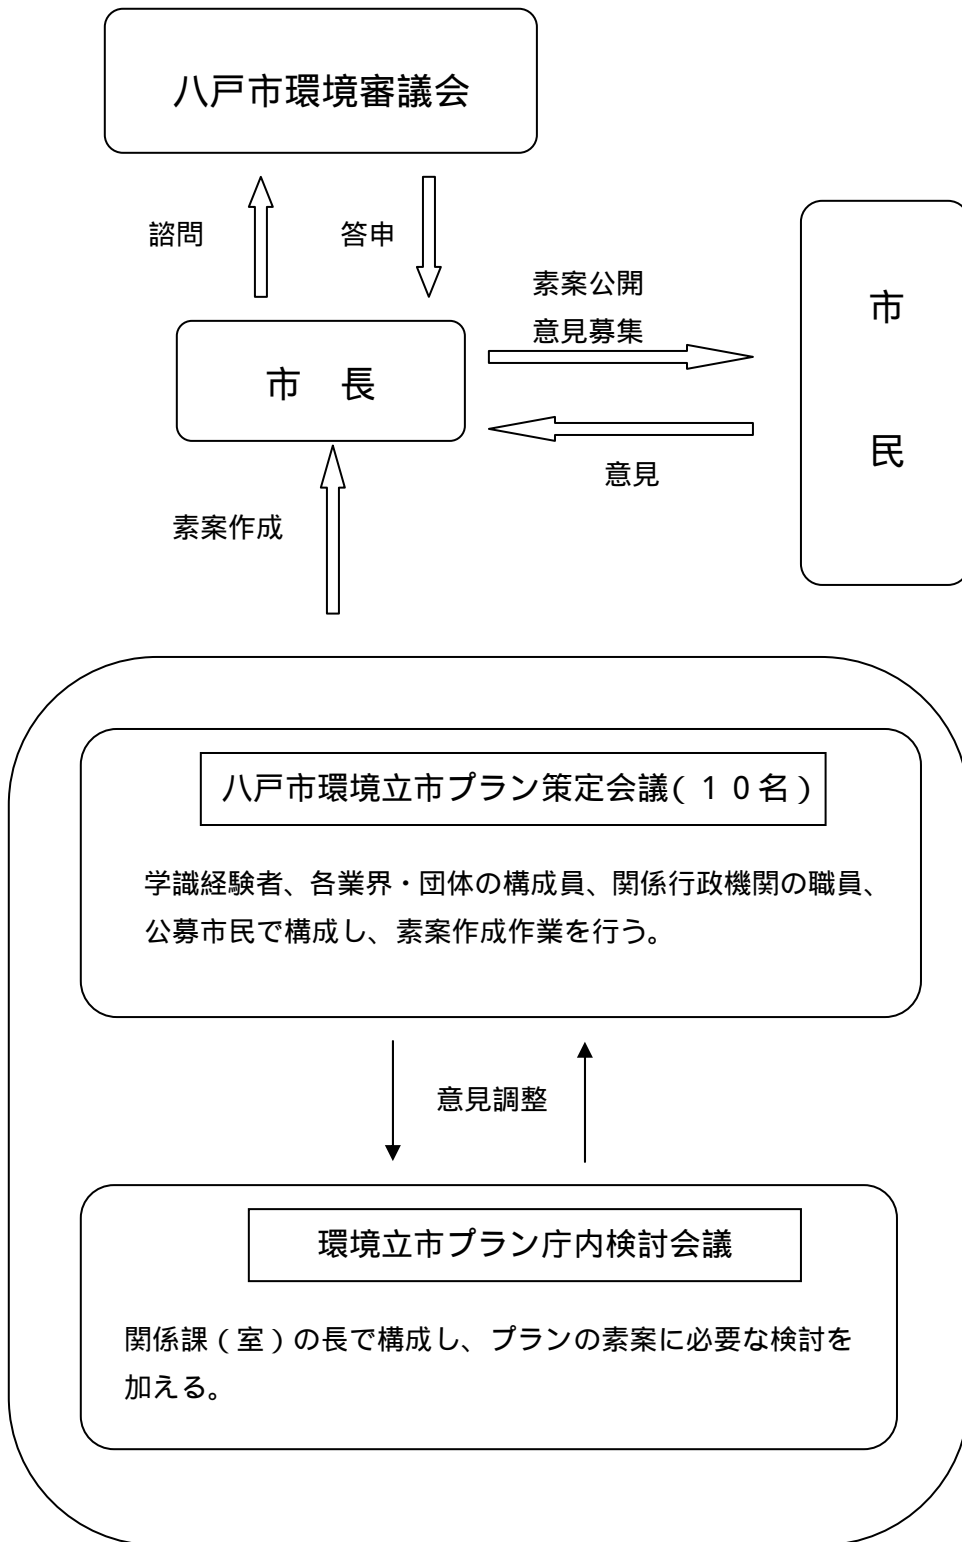 八戸市環境審議会
諮問
答申
素案公開
意見募集
市　長
市
民
意見
素案作成
八戸市環境立市プラン策定会議(１０名)
学識経験者、各業界・団体の構成員、関係行政機関の職員、
公募市民で構成し、素案作成作業を行う。
意見調整
環境立市プラン庁内検討会議
関係課(室)の長で構成し、プランの素案に必要な検討を
加える。